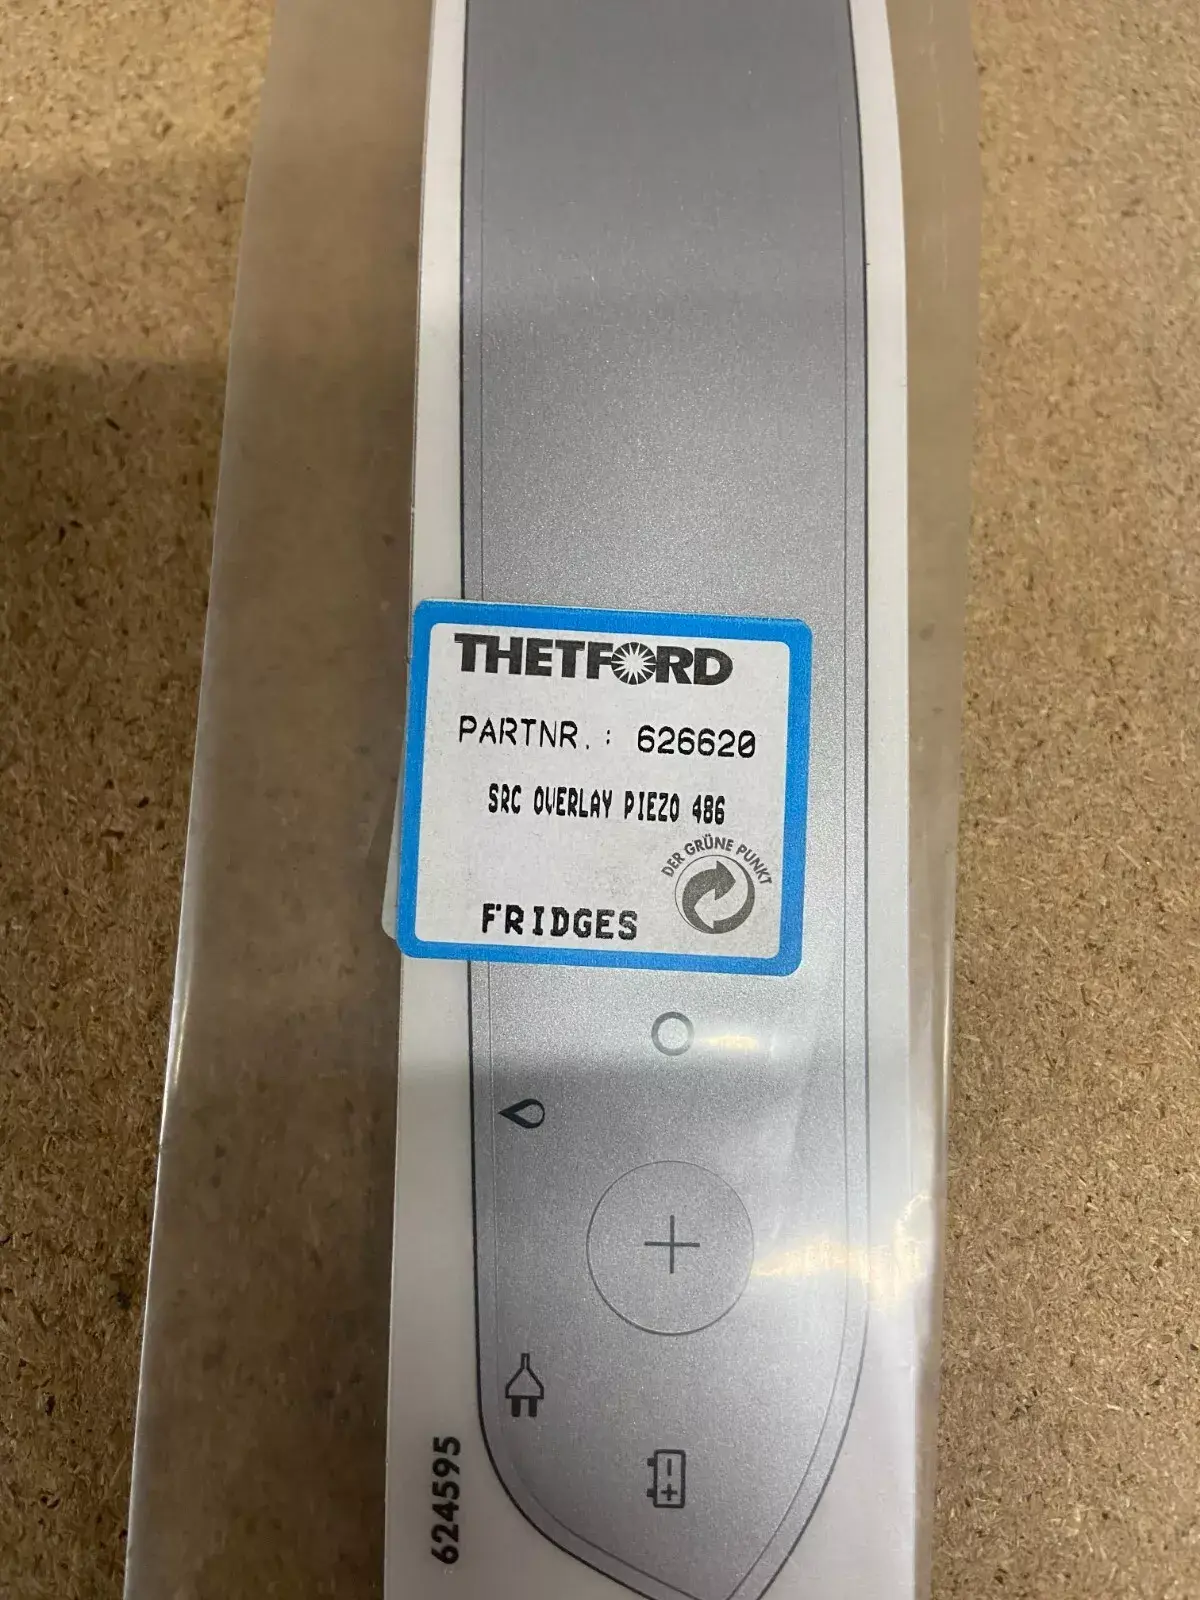 THETFORD
PARTNR.: 626620
SRC OVERLAY PIEZO 486
DER GRÜNE PUNKT
FRIDGES
624595